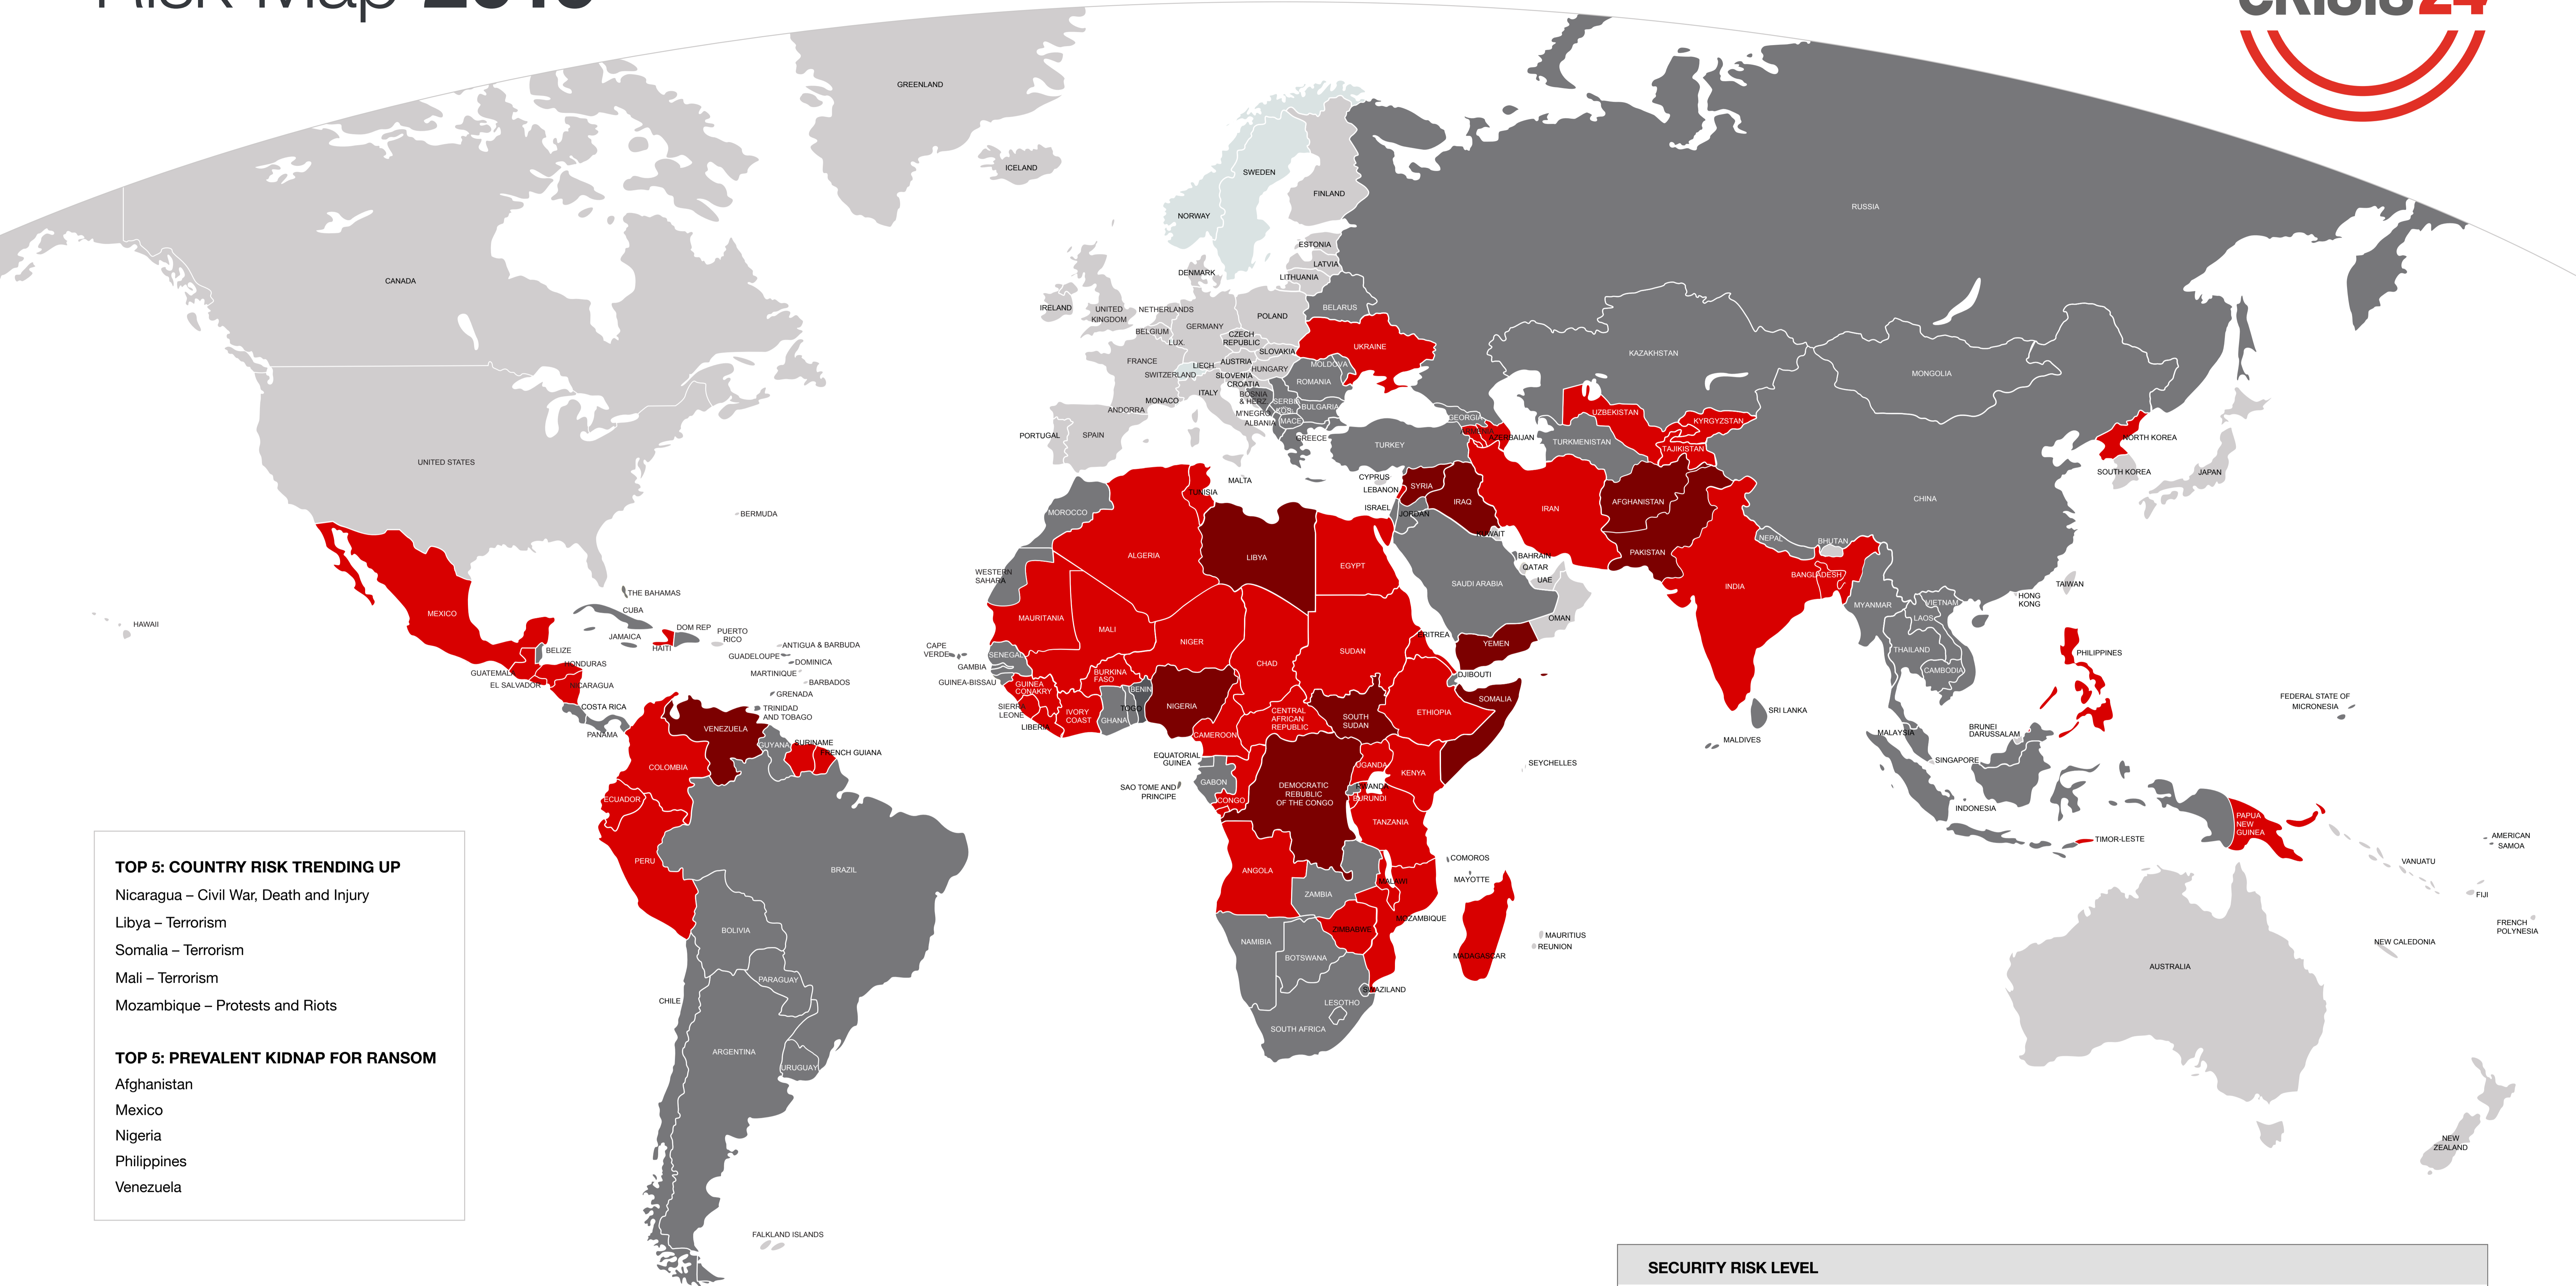 Risk Map
CRISIS24
GREENLAND
ICELAND
SWEDEN
FINLAND
NORWAY
RUSSIA
ESTONIA
LATVIA
LITHUANIA
DENMARK
CANADA
IRELAND
UNITED
KINGDOM
NETHERLANDS
BELGIUM
LUX.
GERMANY
POLAND
BELARUS
CZECH
REPUBLIC
SLOVAKIA
UKRAINE
FRANCE
LIECH.
AUSTRIA
HUNGARY
MOLDOVA
SWITZERLAND
SLOVENIA
CROATIA
ROMANIA
KAZAKHSTAN
MONGOLIA
MONACO
ITALY
BOSNIA
& HERZ.
SERBIA
KOS.
BULGARIA
ANDORRA
M'NEGRO
ALBANIA
MACE.
GEORGIA
UZBEKISTAN
KYRGYZSTAN
PORTUGAL
SPAIN
GREECE
TURKEY
ARMENIA
AZERBAIJAN
TURKMENISTAN
TAJIKISTAN
NORTH KOREA
SOUTH KOREA
JAPAN
UNITED STATES
MALTA
CYPRUS
LEBANON
SYRIA
TUNISIA
ISRAEL
JORDAN
IRAQ
IRAN
AFGHANISTAN
CHINA
BERMUDA
MOROCCO
KUWAIT
ALGERIA
LIBYA
EGYPT
BAHRAIN
QATAR
UAE
PAKISTAN
NEPAL
BHUTAN
WESTERN
SAHARA
SAUDI ARABIA
INDIA
BANGLADESH
TAIWAN
HONG
KONG
THE BAHAMAS
MEXICO
CUBA
HAWAII
JAMAICA
HAITI
DOM REP
PUERTO
RICO
ANTIGUA & BARBUDA
GUADELOUPE
DOMINICA
MARTINIQUE
BARBADOS
GRENADA
TRINIDAD
AND TOBAGO
BELIZE
HONDURAS
GUATEMALA
EL SALVADOR
NICARAGUA
COSTA RICA
PANAMA
MAURITANIA
MALI
NIGER
CHAD
SUDAN
ERITREA
YEMEN
OMAN
MYANMAR
VIETNAM
LAOS
THAILAND
CAMBODIA
PHILIPPINES
CAPE
VERDE
SENEGAL
GAMBIA
GUINEA-BISSAU
GUINEA
CONAKRY
SIERRA
LEONE
LIBERIA
IVORY
COAST
BURKINA
FASO
GHANA
TOGO
BENIN
NIGERIA
CAMEROON
CENTRAL
AFRICAN
REPUBLIC
SOUTH
SUDAN
ETHIOPIA
DJIBOUTI
SOMALIA
SRI LANKA
MALDIVES
FEDERAL STATE OF
MICRONESIA
VENEZUELA
GUYANA
SURINAME
FRENCH GUIANA
COLOMBIA
ECUADOR
PERU
BRAZIL
EQUATORIAL
GUINEA
GABON
CONGO
SAO TOME AND
PRINCIPE
DEMOCRATIC
REPUBLIC
OF THE CONGO
UGANDA
KENYA
RWANDA
BURUNDI
TANZANIA
SEYCHELLES
MALAYSIA
BRUNEI
DARUSSALAM
SINGAPORE
INDONESIA
TIMOR-LESTE
PAPUA
NEW
GUINEA
AMERICAN
SAMOA
VANUATU
FIJI
FRENCH
POLYNESIA
NEW CALEDONIA
ANGOLA
ZAMBIA
MALAWI
COMOROS
MAYOTTE
MOZAMBIQUE
ZIMBABWE
MADAGASCAR
MAURITIUS
REUNION
NAMIBIA
BOTSWANA
SWAZILAND
LESOTHO
SOUTH AFRICA
BOLIVIA
PARAGUAY
CHILE
ARGENTINA
URUGUAY
FALKLAND ISLANDS
AUSTRALIA
NEW
ZEALAND
TOP 5: COUNTRY RISK TRENDING UP
Nicaragua – Civil War, Death and Injury
Libya – Terrorism
Somalia – Terrorism
Mali – Terrorism
Mozambique – Protests and Riots
TOP 5: PREVALENT KIDNAP FOR RANSOM
Afghanistan
Mexico
Nigeria
Philippines
Venezuela
SECURITY RISK LEVEL